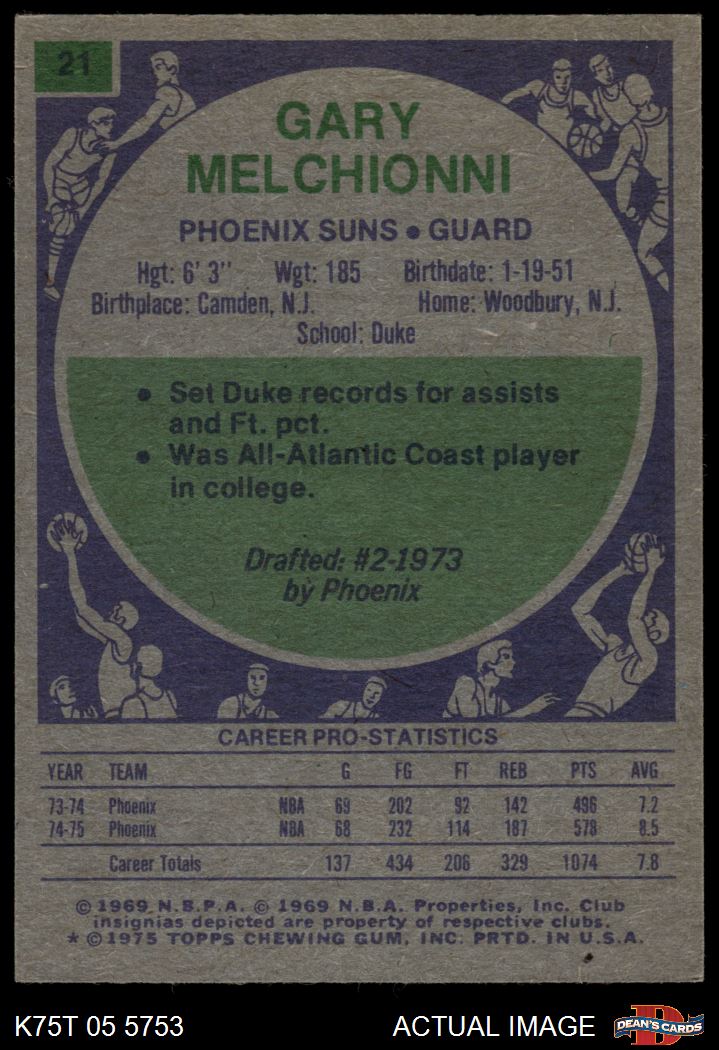 21
GARY
MELCHIONNI
PHOENIX SUNS • GUARD
Hgt: 6' 3" Wgt: 185 Birthdate: 1-19-51
Birthplace: Camden, N.J. Home: Woodbury, N.J.
School: Duke
• Set Duke records for assists
and Ft. pct.
• Was All-Atlantic Coast player
in college.
Drafted: #2-1973
by Phoenix
CAREER PRO-STATISTICS
YEAR TEAM G FG FT REB PTS AVG
73-74 Phoenix NBA 69 202 92 142 496 7.2
74-75 Phoenix NBA 68 232 114 187 578 8.5
Career Totals 137 434 206 329 1074 7.8
© 1969 N.B.P.A. © 1969 N.B.A. Properties, Inc. Club
insignias depicted are property of respective clubs.
* © 1975 TOPPS CHEWING GUM, INC. PRTD. IN U.S.A.
K75T 05 5753 ACTUAL IMAGE D DEAN'S CARDS